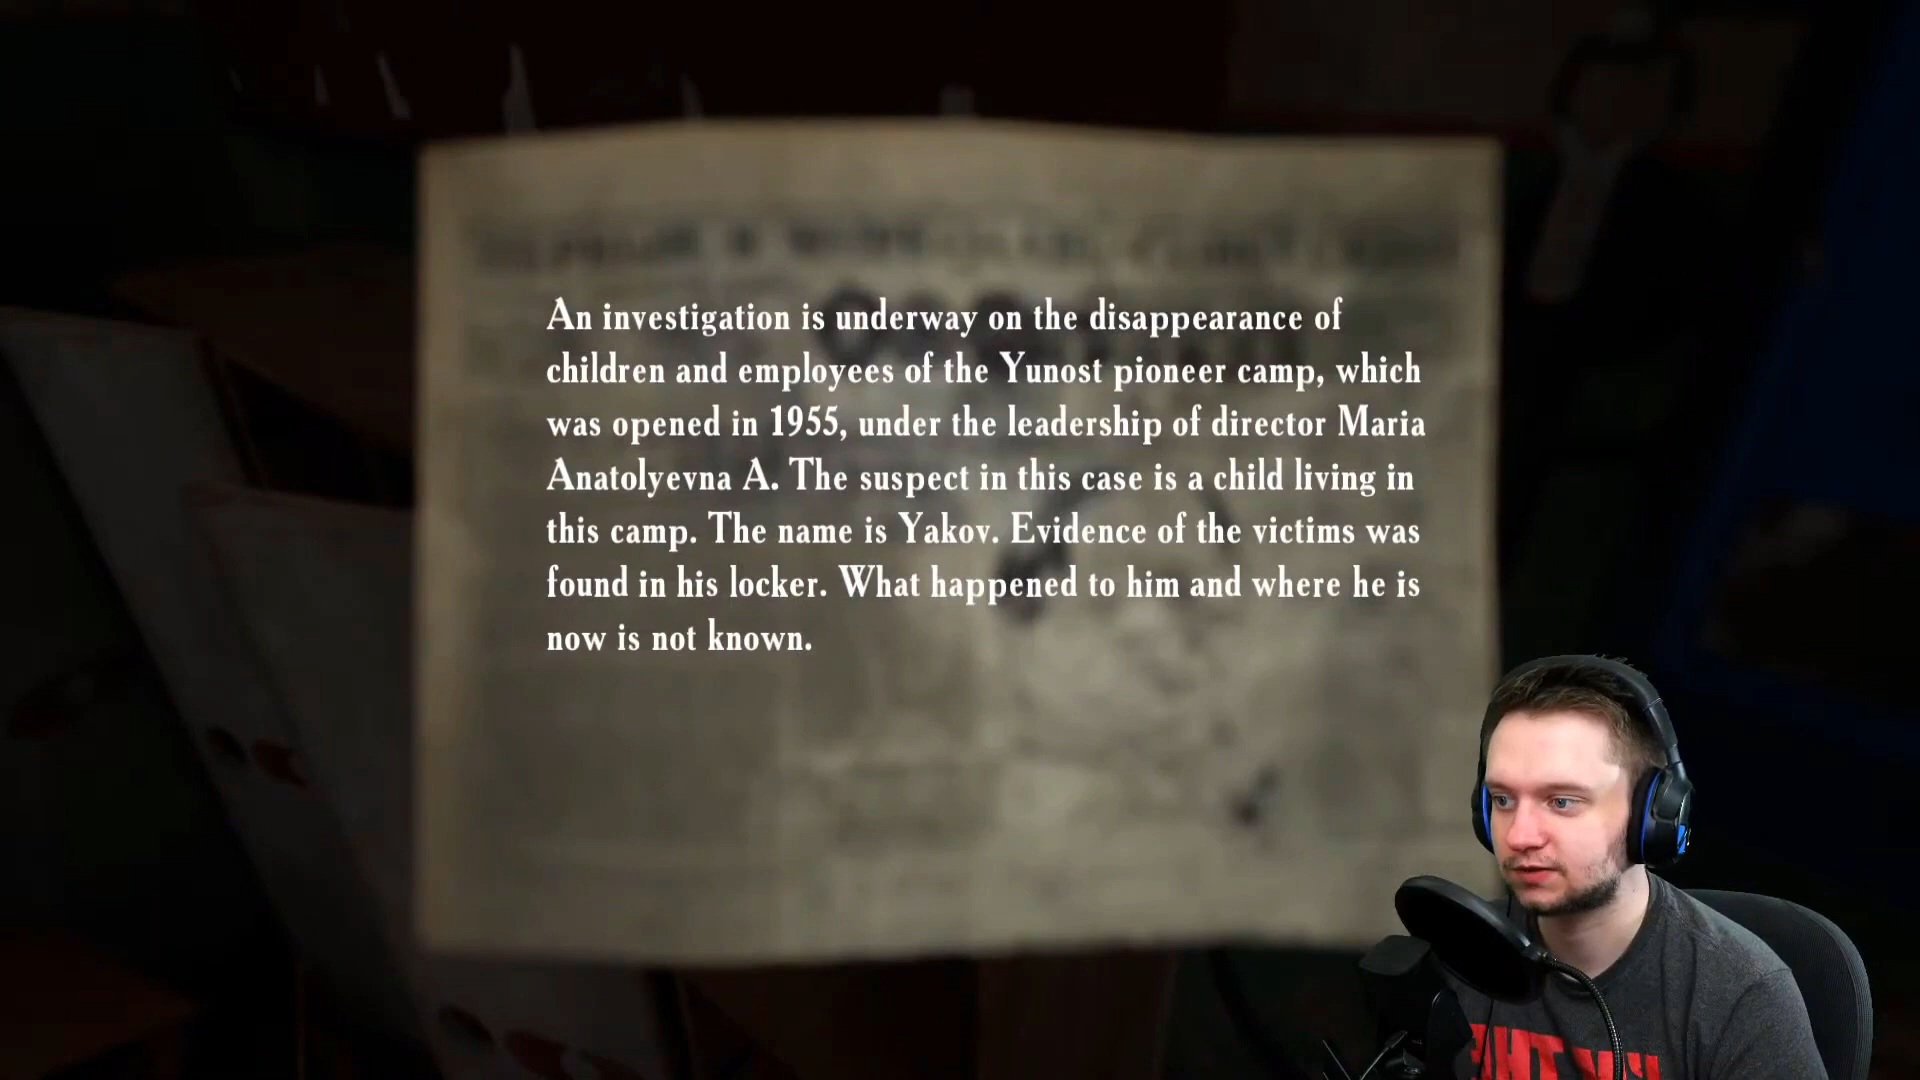 An investigation is underway on the disappearance of
children and employees of the Yunost pioneer camp, which
was opened in 1955, under the leadership of director Maria
Anatolyevna A. The suspect in this case is a child living in
this camp. The name is Yakov. Evidence of the victims was
found in his locker. What happened to him and where he is
now is not known.